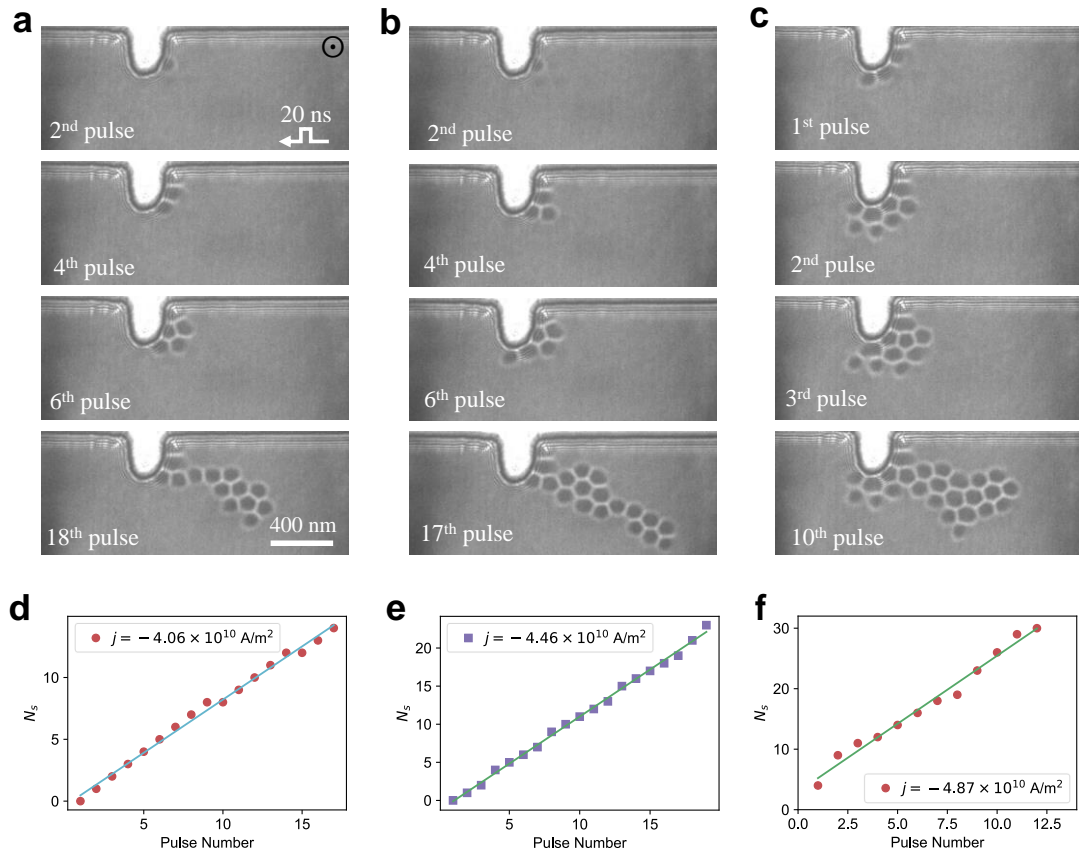 a
b
c
20 ns
2nd pulse
2nd pulse
1st pulse
4th pulse
4th pulse
2nd pulse
6th pulse
6th pulse
3rd pulse
400 nm
18th pulse
17th pulse
10th pulse
d
e
f
j = −4.06 × 10^10 A/m^2
10
5
0
N_s
5
10
15
Pulse Number
j = −4.46 × 10^10 A/m^2
20
15
10
5
0
N_s
5
10
15
Pulse Number
30
20
10
0
N_s
j = −4.87 × 10^10 A/m^2
0.0
2.5
5.0
7.5
10.0
12.5
Pulse Number